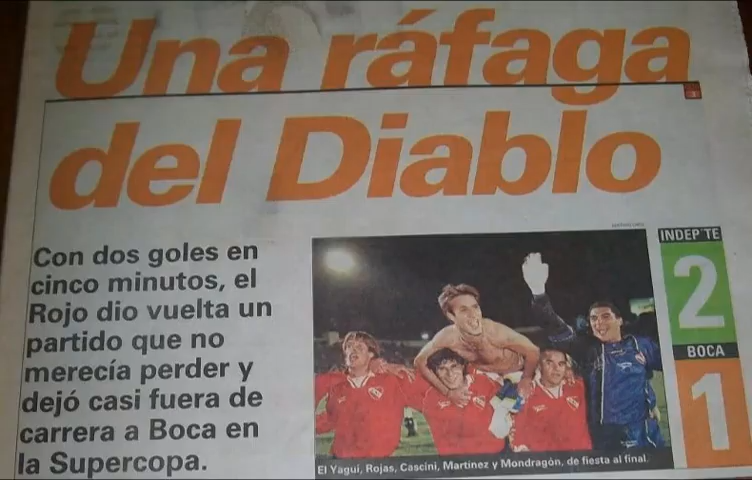 Una ráfaga
del Diablo
Con dos goles en
cinco minutos, el
Rojo dio vuelta un
partido que no
merecía perder y
dejó casi fuera de
carrera a Boca en
la Supercopa.
El Yagui, Rojas, Cascini, Martínez y Mondragón, de fiesta al final.
INDEP´TE
2
BOCA
1